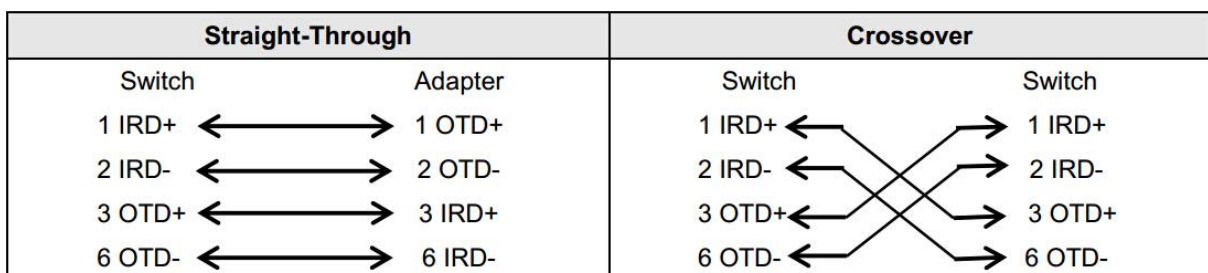 Straight-Through Crossover
Switch Adapter Switch Switch
1 IRD+ 1 OTD+ 1 IRD+ 1 IRD+
2 IRD- 2 OTD- 2 IRD- 2 IRD-
3 OTD+ 3 IRD+ 3 OTD+ 3 OTD+
6 OTD- 6 IRD- 6 OTD- 6 OTD-